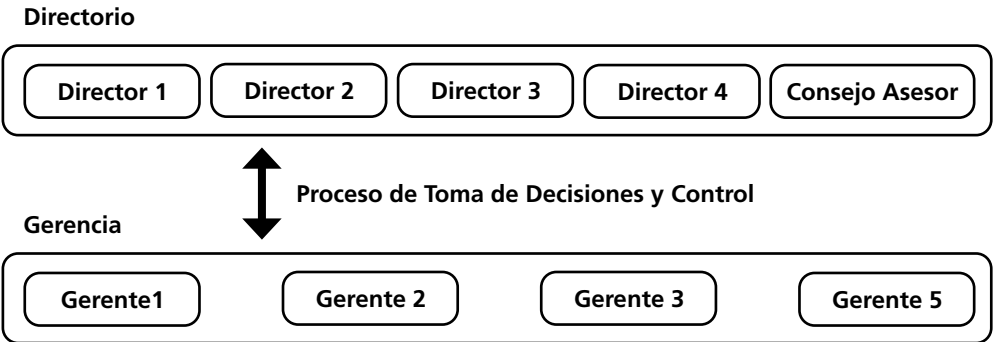 Directorio
Director 1
Director 2
Director 3
Director 4
Consejo Asesor
Proceso de Toma de Decisiones y Control
Gerencia
Gerente1
Gerente 2
Gerente 3
Gerente 5